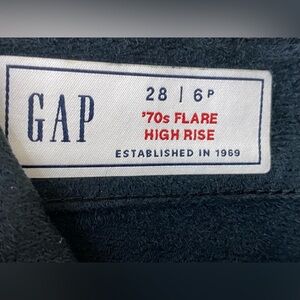 GAP
28 | 6P
'70s FLARE
HIGH RISE
ESTABLISHED IN 1969